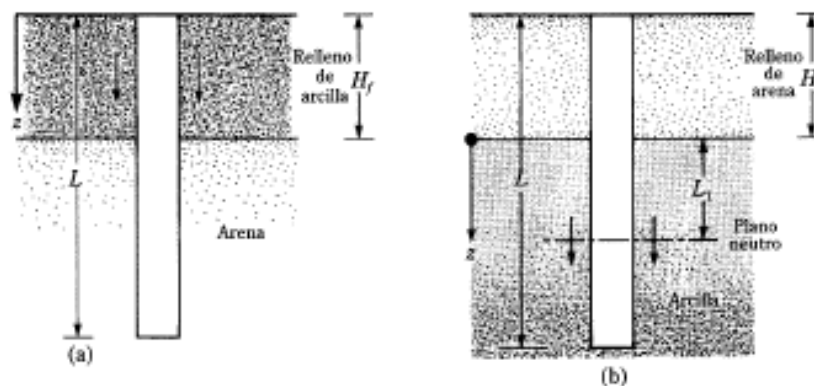 Relleno
de
arcilla
H_f
z
L
Arena
(a)
Relleno
de
arena
H
L
L_1
Plano
neutro
z
Arcilla
(b)